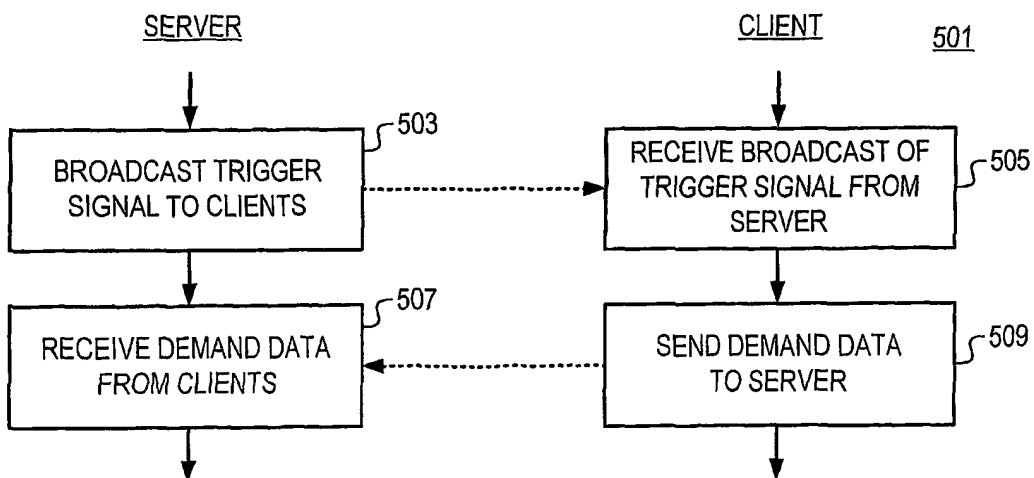 SERVER
CLIENT
501
503
BROADCAST TRIGGER
SIGNAL TO CLIENTS
RECEIVE BROADCAST OF
TRIGGER SIGNAL FROM
SERVER
505
507
RECEIVE DEMAND DATA
FROM CLIENTS
SEND DEMAND DATA
TO SERVER
509